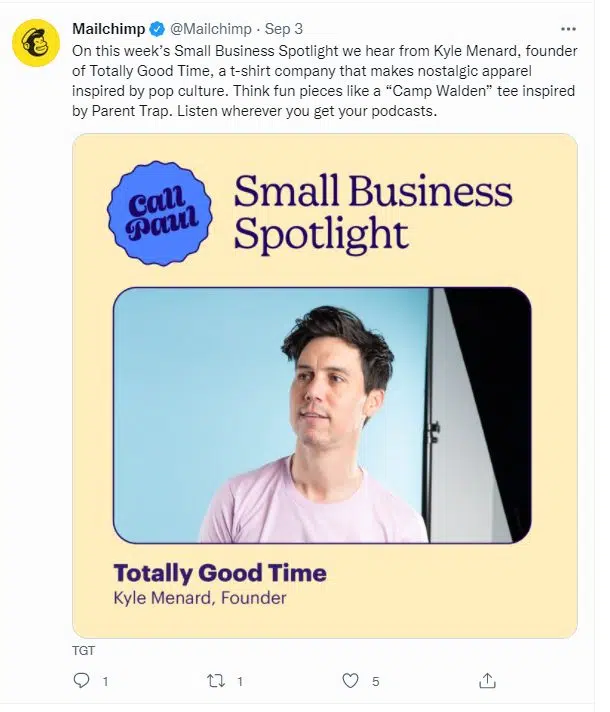 Mailchimp @Mailchimp · Sep 3
On this week’s Small Business Spotlight we hear from Kyle Menard, founder
of Totally Good Time, a t-shirt company that makes nostalgic apparel
inspired by pop culture. Think fun pieces like a “Camp Walden” tee inspired
by Parent Trap. Listen wherever you get your podcasts.
Call
Paul
Small Business
Spotlight
Totally Good Time
Kyle Menard, Founder
TGT
1 1 5